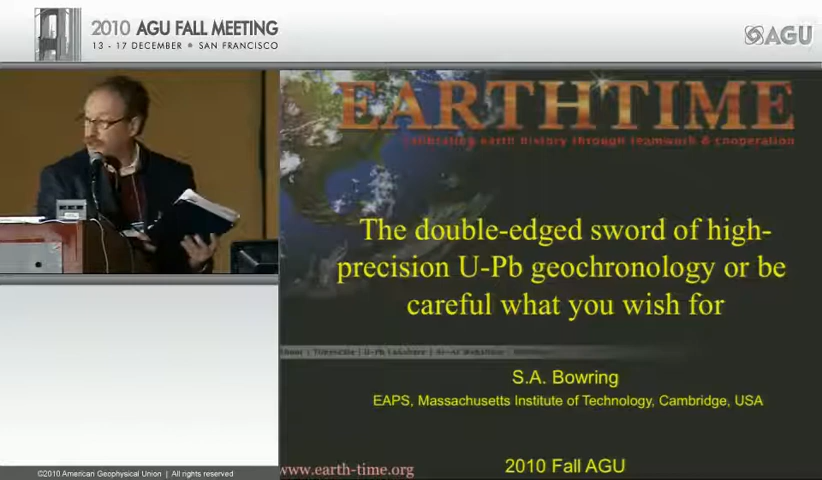 2010 AGU FALL MEETING
13 - 17 DECEMBER • SAN FRANCISCO
AGU
EARTHTIME
calibrating earth history through teamwork & cooperation
The double-edged sword of high-
precision U-Pb geochronology or be
careful what you wish for
S.A. Bowring
EAPS, Massachusetts Institute of Technology, Cambridge, USA
www.earth-time.org
2010 Fall AGU
©2010 American Geophysical Union | All rights reserved